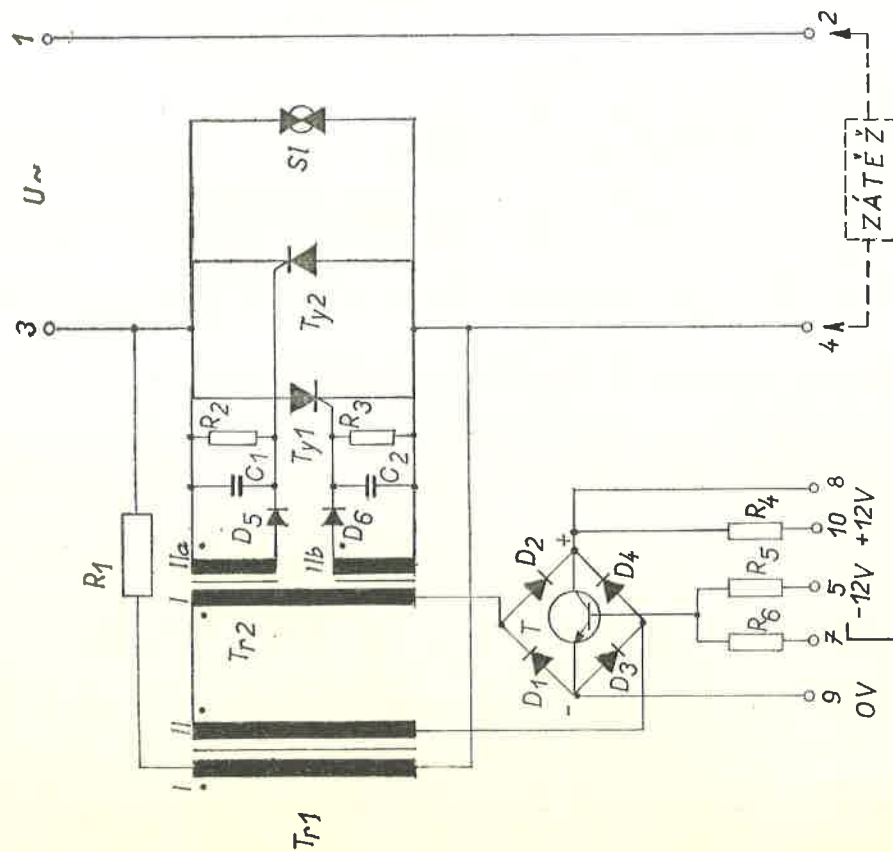 1
U~
3
2
ZÁTĚŽ
4
S1
Ty2
Ty1
R2
C1
R3
C2
D5
D6
R1
IIa
IIb
I
Tr2
II
I
Tr1
D2
D4
T
D1
D3
+
-
R4
R5
R6
8
10
+12V
5
-12V
7
9
0V